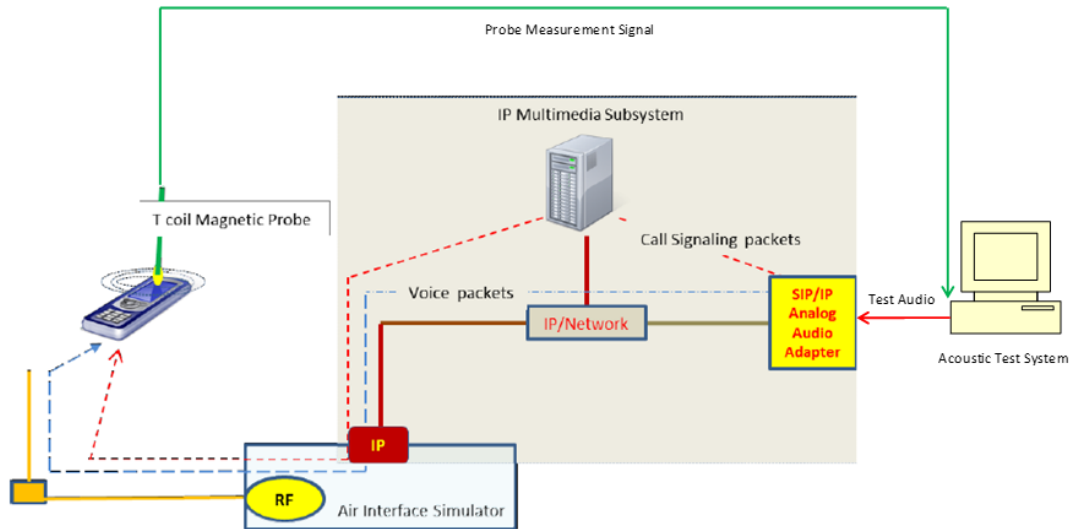 Probe Measurement Signal
IP Multimedia Subsystem
T coil Magnetic Probe
Call Signaling packets
Voice packets
IP/Network
SIP/IP
Analog
Audio
Adapter
Test Audio
Acoustic Test System
IP
RF
Air Interface Simulator